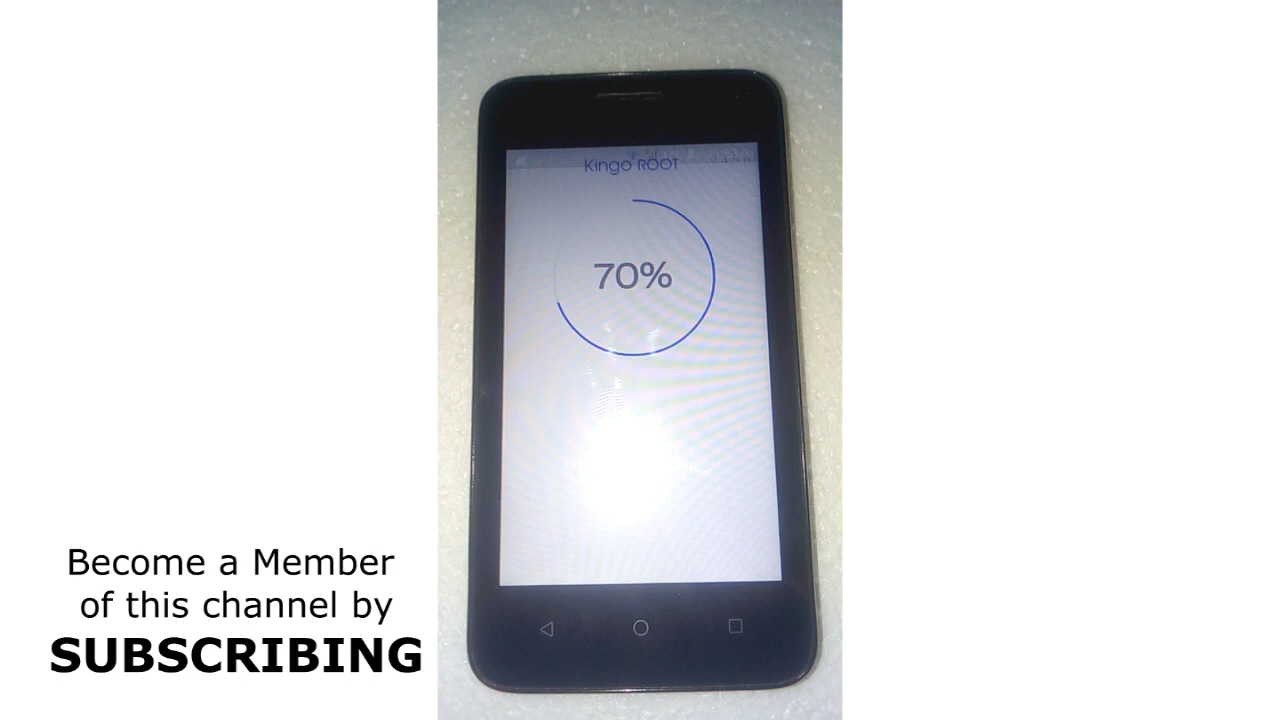 Kingo ROOT
70%
Become a Member
of this channel by
SUBSCRIBING